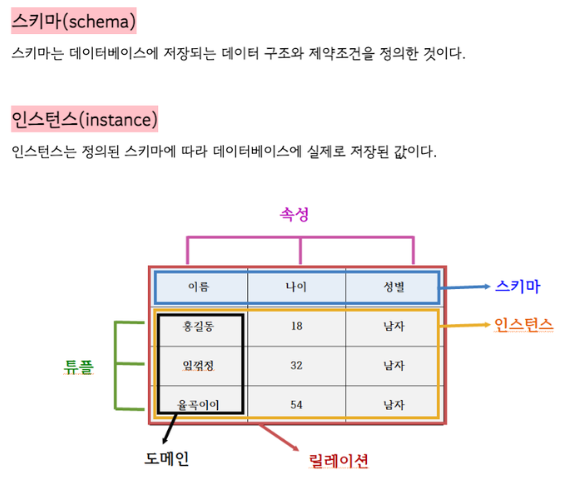 스키마(schema)
스키마는 데이터베이스에 저장되는 데이터 구조와 제약조건을 정의한 것이다.
인스턴스(instance)
인스턴스는 정의된 스키마에 따라 데이터베이스에 실제로 저장된 값이다.
속성
이름 나이 성별
스키마
홍길동 18 남자
인스턴스
튜플
임꺾정 32 남자
율곡이이 54 남자
도메인
릴레이션